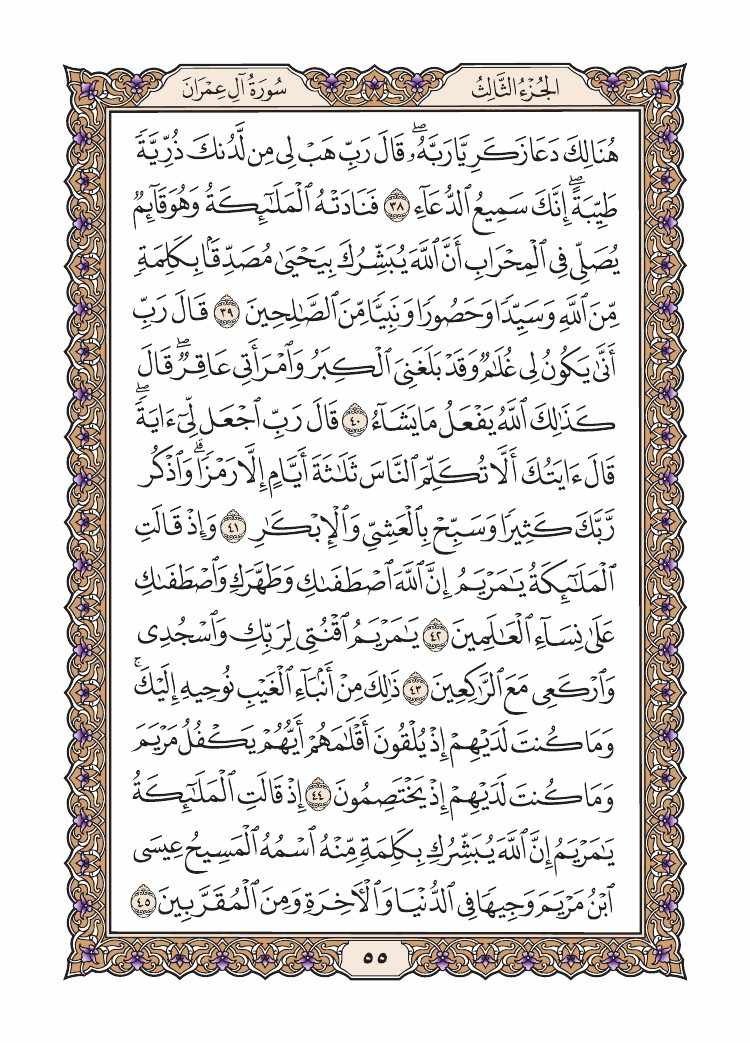 الجُزْءُ الثَّالِثُ
سُورَةُ آلِ عِمْرَان
هُنَالِكَ دَعَا زَكَرِيَّا رَبَّهُۥۖ قَالَ رَبِّ هَبْ لِى مِن لَّدُنكَ ذُرِّيَّةً
طَيِّبَةًۖ إِنَّكَ سَمِيعُ ٱلدُّعَآءِ ٣٨ فَنَادَتْهُ ٱلْمَلَـٰٓئِكَةُ وَهُوَ قَآئِمٌ
يُصَلِّى فِى ٱلْمِحْرَابِ أَنَّ ٱللَّهَ يُبَشِّرُكَ بِيَحْيَىٰ مُصَدِّقًۢا بِكَلِمَةٍ
مِّنَ ٱللَّهِ وَسَيِّدًا وَحَصُورًا وَنَبِيًّا مِّنَ ٱلصَّـٰلِحِينَ ٣٩ قَالَ رَبِّ
أَنَّىٰ يَكُونُ لِى غُلَـٰمٌ وَقَدْ بَلَغَنِىَ ٱلْكِبَرُ وَٱمْرَأَتِى عَاقِرٌۖ قَالَ
كَذَٰلِكَ ٱللَّهُ يَفْعَلُ مَا يَشَآءُ ٤٠ قَالَ رَبِّ ٱجْعَل لِّىٓ ءَايَةًۖ
قَالَ ءَايَتُكَ أَلَّا تُكَلِّمَ ٱلنَّاسَ ثَلَـٰثَةَ أَيَّامٍ إِلَّا رَمْزًاۗ وَٱذْكُر
رَّبَّكَ كَثِيرًا وَسَبِّحْ بِٱلْعَشِىِّ وَٱلْإِبْكَـٰرِ ٤١ وَإِذْ قَالَتِ
ٱلْمَلَـٰٓئِكَةُ يَـٰمَرْيَمُ إِنَّ ٱللَّهَ ٱصْطَفَىٰكِ وَطَهَّرَكِ وَٱصْطَفَىٰكِ
عَلَىٰ نِسَآءِ ٱلْعَـٰلَمِينَ ٤٢ يَـٰمَرْيَمُ ٱقْنُتِى لِرَبِّكِ وَٱسْجُدِى
وَٱرْكَعِى مَعَ ٱلرَّٰكِعِينَ ٤٣ ذَٰلِكَ مِنْ أَنۢبَآءِ ٱلْغَيْبِ نُوحِيهِ إِلَيْكَۚ
وَمَا كُنتَ لَدَيْهِمْ إِذْ يُلْقُونَ أَقْلَـٰمَهُمْ أَيُّهُمْ يَكْفُلُ مَرْيَمَ
وَمَا كُنتَ لَدَيْهِمْ إِذْ يَخْتَصِمُونَ ٤٤ إِذْ قَالَتِ ٱلْمَلَـٰٓئِكَةُ
يَـٰمَرْيَمُ إِنَّ ٱللَّهَ يُبَشِّرُكِ بِكَلِمَةٍ مِّنْهُ ٱسْمُهُ ٱلْمَسِيحُ عِيسَى
ٱبْنُ مَرْيَمَ وَجِيهًا فِى ٱلدُّنْيَا وَٱلْـَٔاخِرَةِ وَمِنَ ٱلْمُقَرَّبِينَ ٤٥
٥٥